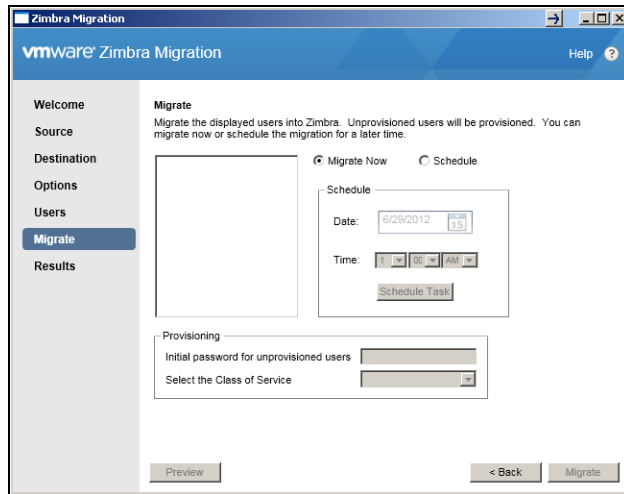 Zimbra Migration
vmware® Zimbra Migration
Help ?
Welcome
Source
Destination
Options
Users
Migrate
Results
Migrate
Migrate the displayed users into Zimbra. Unprovisioned users will be provisioned. You can
migrate now or schedule the migration for a later time.
Migrate Now
Schedule
Schedule
Date: 6/29/2012 15
Time: 1 AM
Schedule Task
Provisioning
Initial password for unprovisioned users
Select the Class of Service
Preview
< Back
Migrate